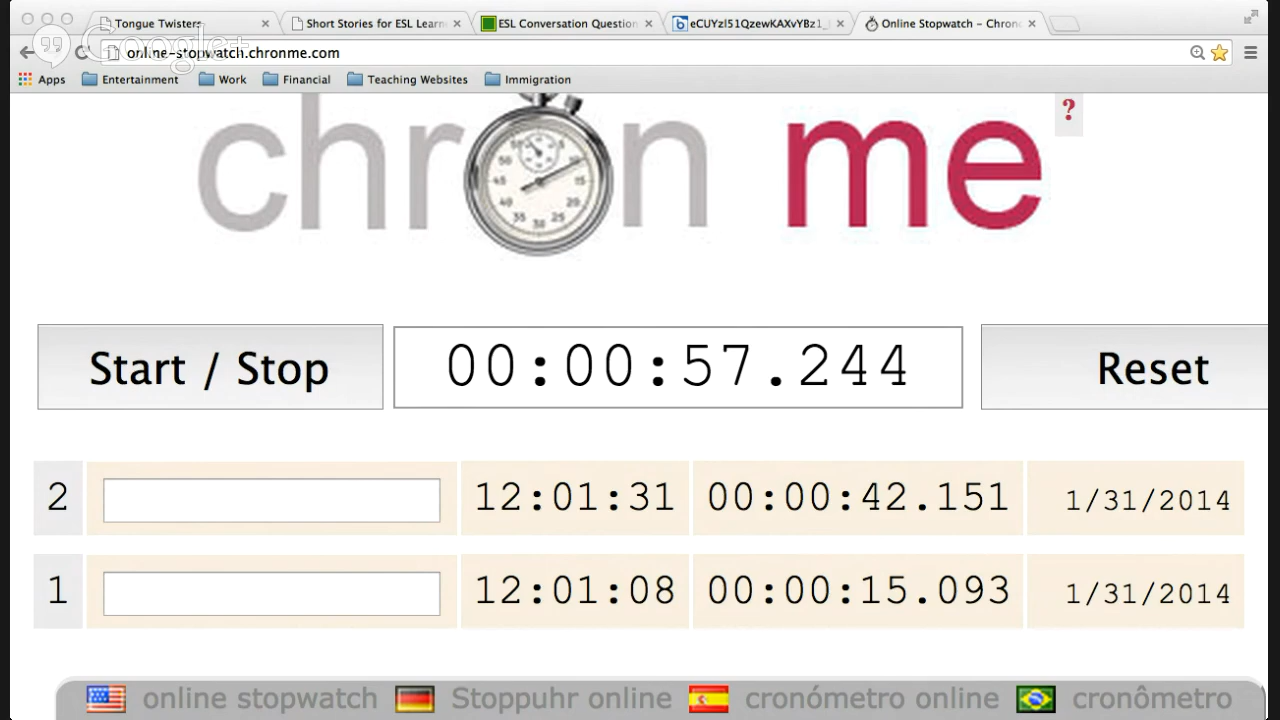 Tongue Twisters
Short Stories for ESL Learn
ESL Conversation Question
eCUYzl51QzewKAXvYBz1_
Online Stopwatch – Chron
Google+
online-stopwatch.chronme.com
Apps
Entertainment
Work
Financial
Teaching Websites
Immigration
chron me
?
Start / Stop
00:00:57.244
Reset
2
12:01:31
00:00:42.151
1/31/2014
1
12:01:08
00:00:15.093
1/31/2014
online stopwatch
Stoppuhr online
cronómetro online
cronômetro